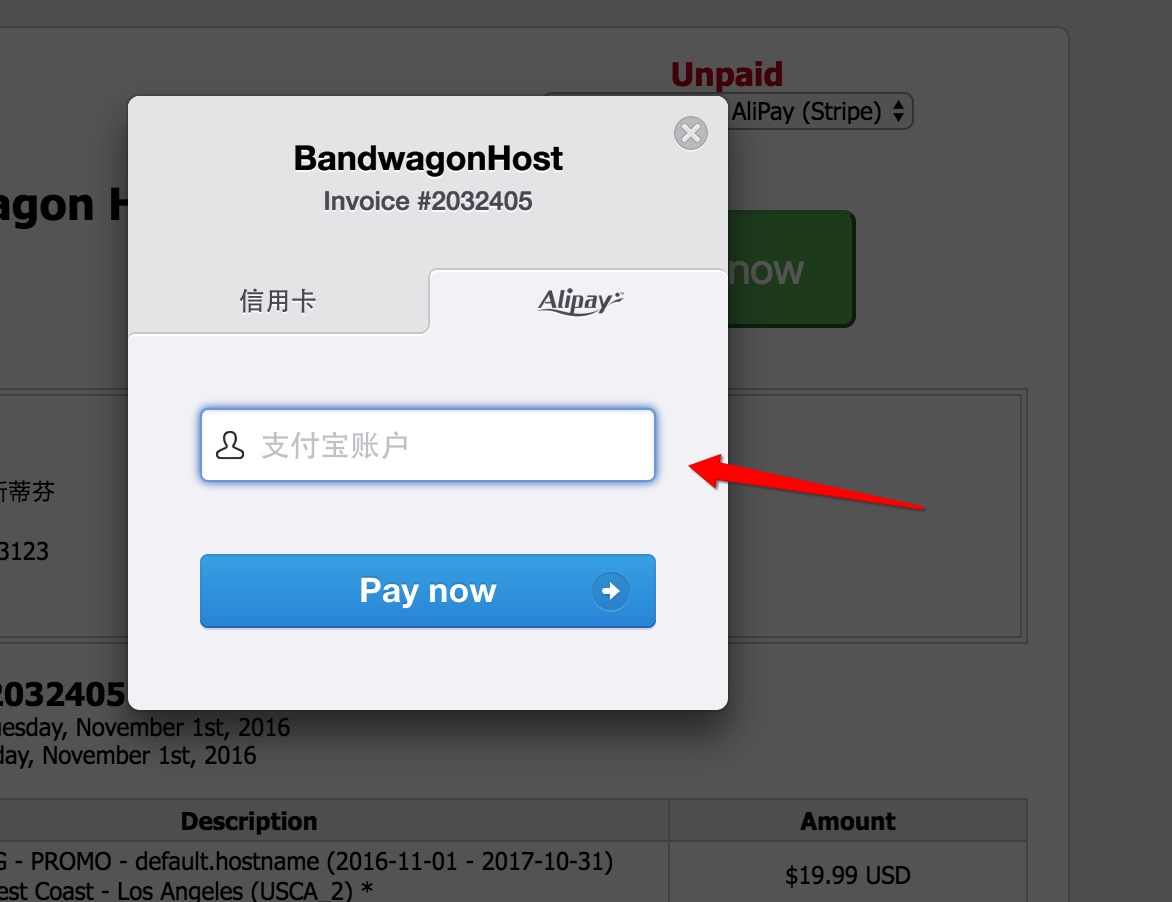 Unpaid
AliPay (Stripe)
BandwagonHost
Invoice #2032405
agon H
now
信用卡
Alipay
支付宝账户
蒂芬
3123
Pay now
2032405
uesday, November 1st, 2016
day, November 1st, 2016
Description
Amount
G - PROMO - default.hostname (2016-11-01 - 2017-10-31)
est Coast - Los Angeles (USCA_2) *
$19.99 USD